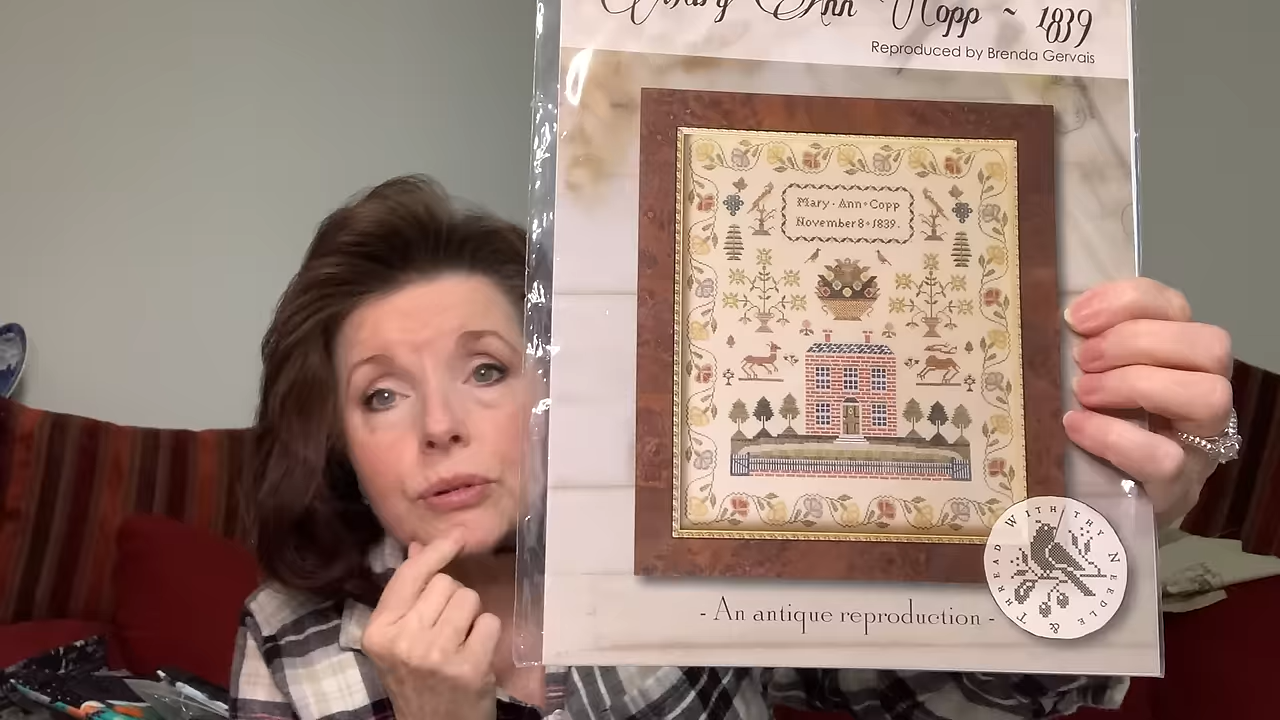 Mary Ann Copp ~ 1839
Reproduced by Brenda Gervais
Mary · Ann · Copp
November 8 · 1839.
- An antique reproduction -
WITH THY NEEDLE & THREAD